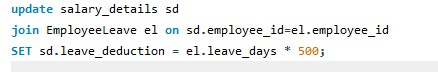 update salary_details sd
join EmployeeLeave el on sd.employee_id=el.employee_id
SET sd.leave_deduction = el.leave_days * 500;